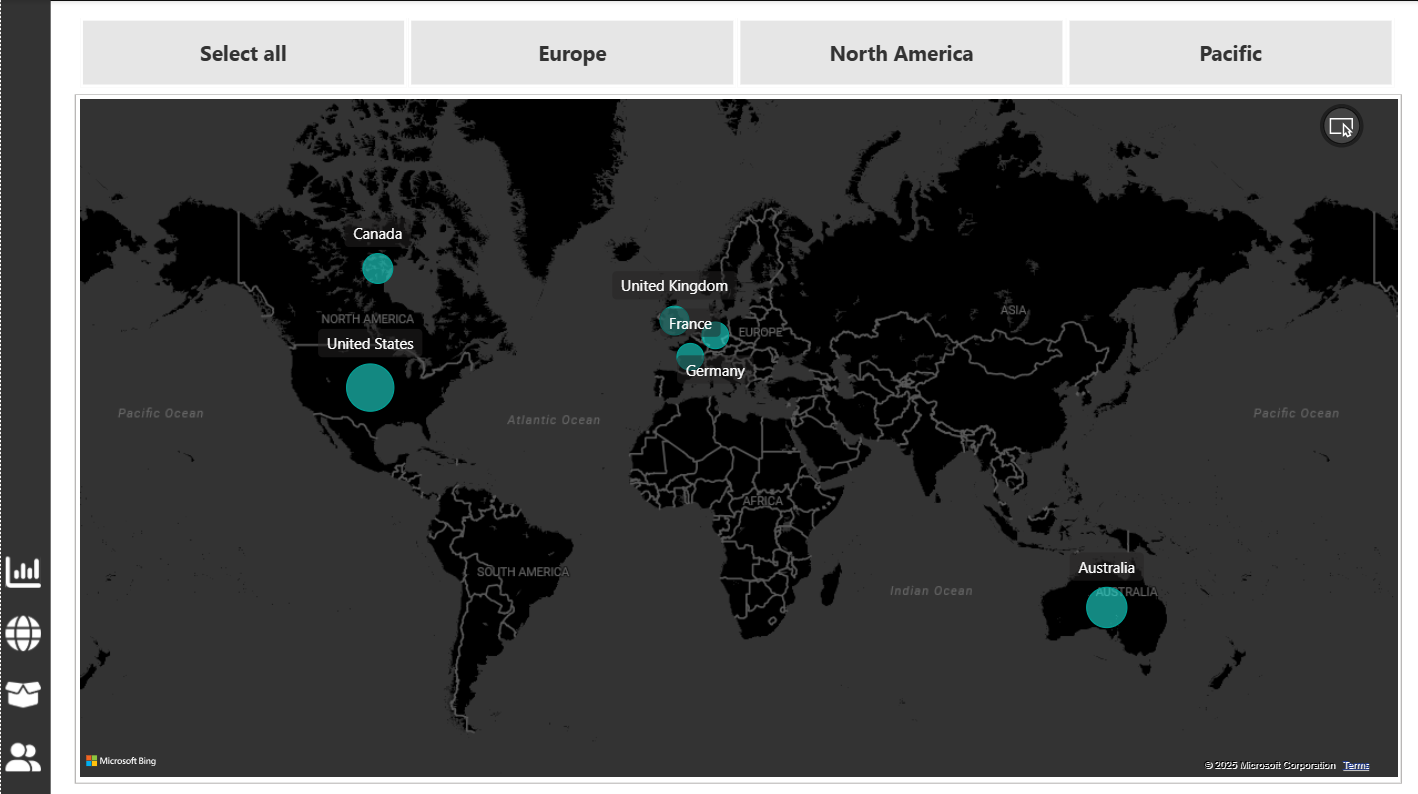 Select all
Europe
North America
Pacific
Canada
United Kingdom
ASIA
NORTH AMERICA
France
EUROPE
United States
Germany
Pacific Ocean
Atlantic Ocean
Pacific Ocean
AFRICA
SOUTH AMERICA
Australia
Indian Ocean
AUSTRALIA
Microsoft Bing
© 2025 Microsoft Corporation Terms